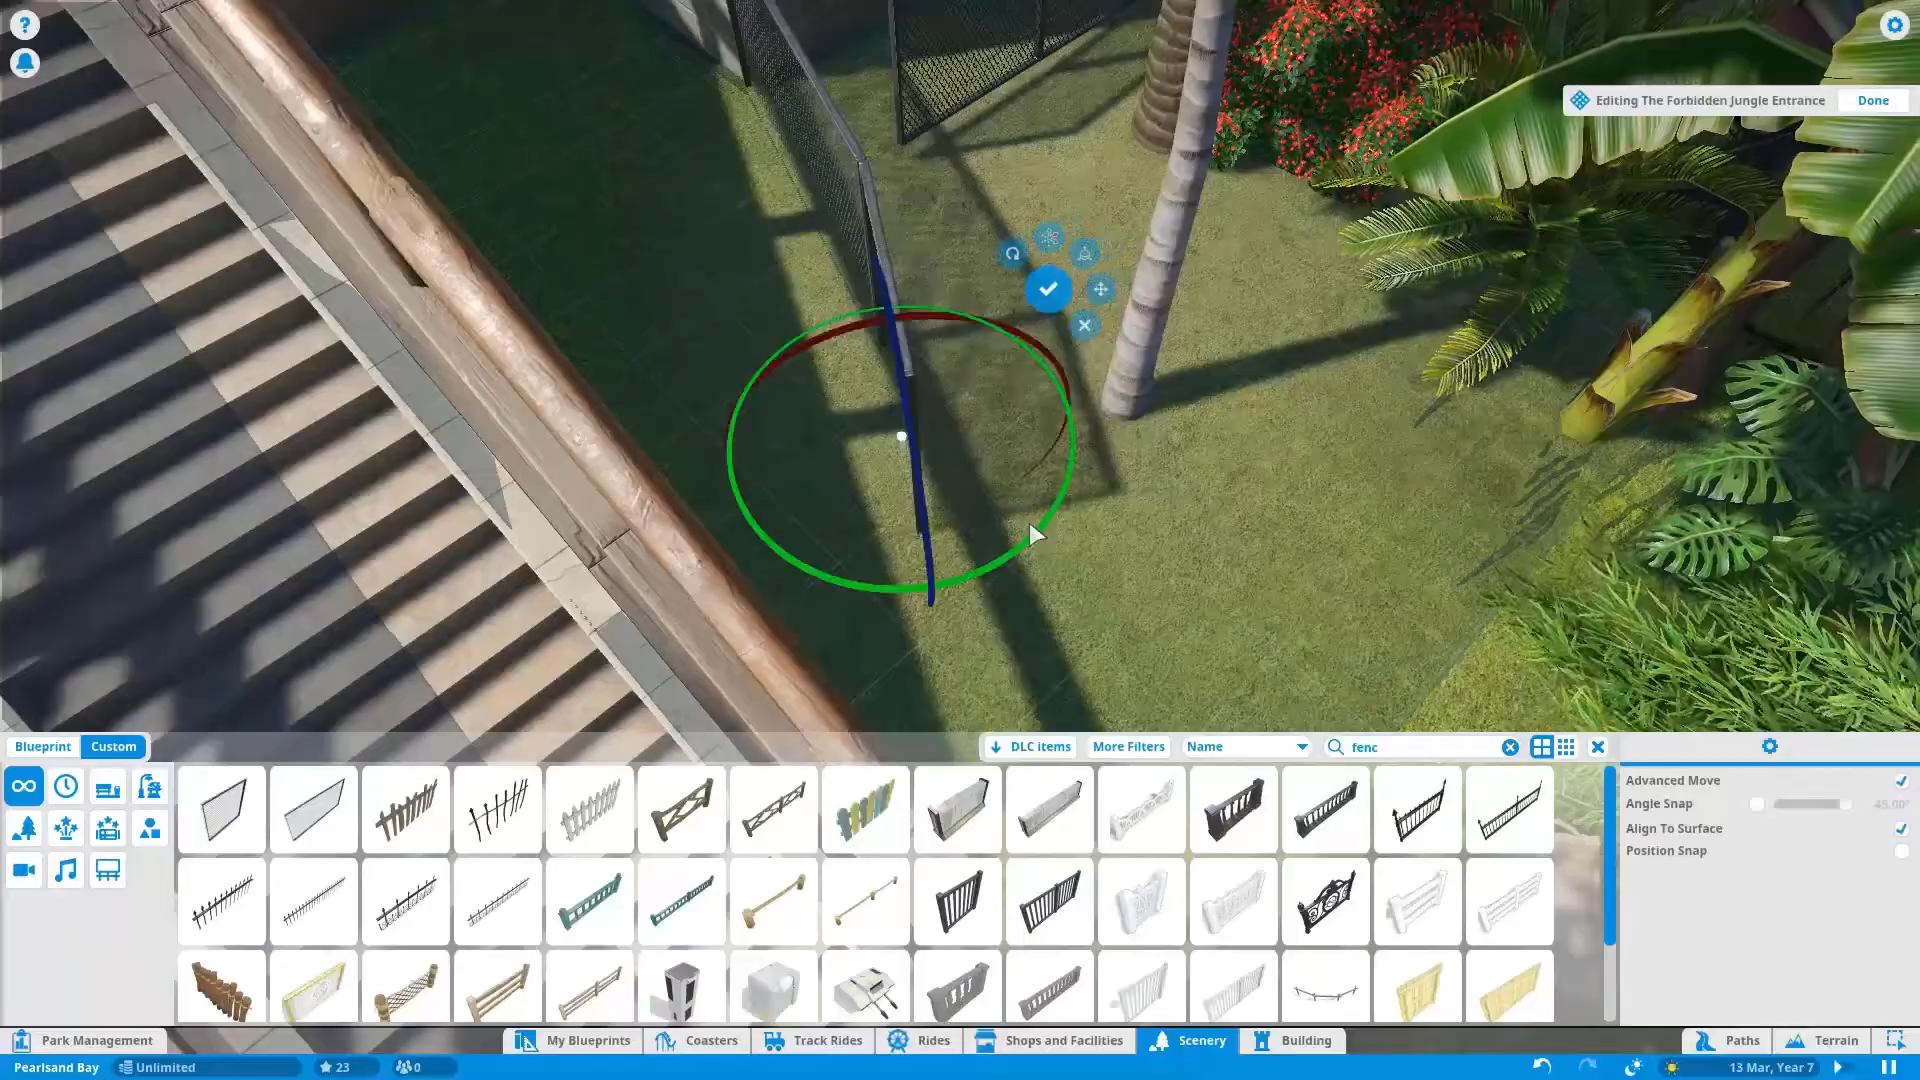 ?
Editing The Forbidden Jungle Entrance Done
Blueprint Custom
DLC items More Filters Name fenc
Advanced Move
Angle Snap 45.00°
Align To Surface
Position Snap
Park Management My Blueprints Coasters Track Rides Rides Shops and Facilities Scenery Building Paths Terrain
Pearlsand Bay Unlimited 23 0 13 Mar, Year 7